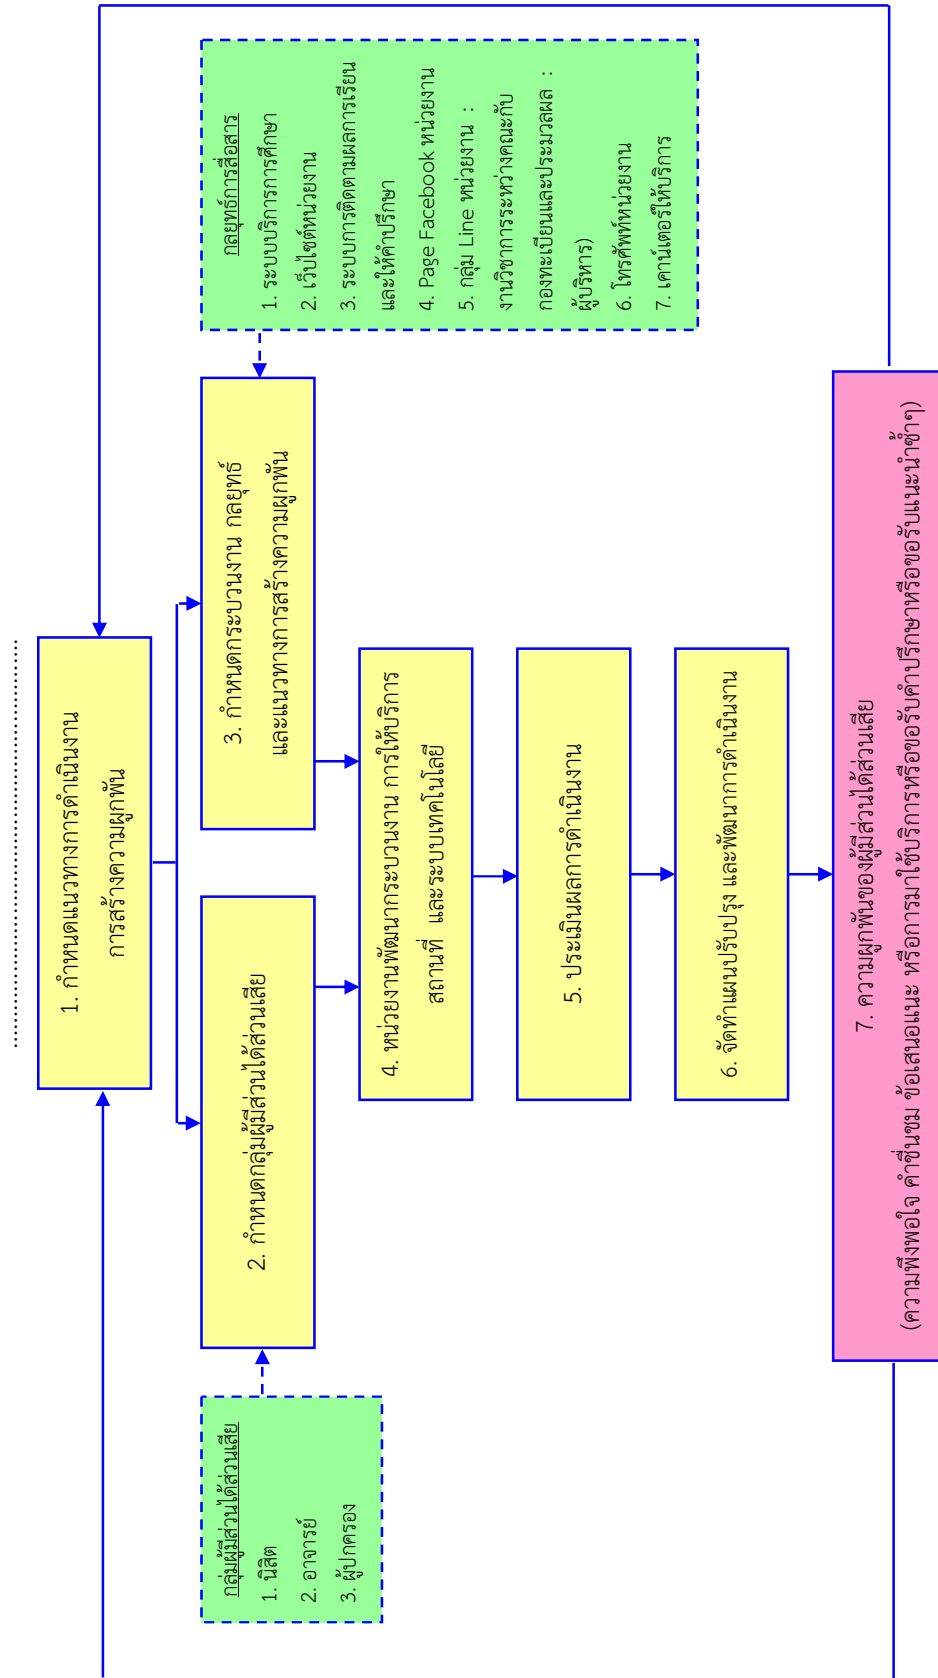 1. กำหนดแนวทางการดำเนินงาน
การสร้างความผูกพัน
กลุ่มผู้มีส่วนได้ส่วนเสีย
1. นิสิต
2. อาจารย์
3. ผู้ปกครอง
2. กำหนดกลุ่มผู้มีส่วนได้ส่วนเสีย
3. กำหนดกระบวนงาน กลยุทธ์
และแนวทางการสร้างความผูกพัน
กลยุทธ์การสื่อสาร
1. ระบบบริการการศึกษา
2. เว็บไซต์หน่วยงาน
3. ระบบการติดตามผลการเรียน
และให้คำปรึกษา
4. Page Facebook หน่วยงาน
5. กลุ่ม Line หน่วยงาน :
งานวิชาการระหว่างคณะกับ
กองทะเบียนและประมวลผล :
ผู้บริหาร)
6. โทรศัพท์หน่วยงาน
7. เคาน์เตอร์ให้บริการ
4. หน่วยงานพัฒนากระบวนงาน การให้บริการ
สถานที่ และระบบเทคโนโลยี
5. ประเมินผลการดำเนินงาน
6. จัดทำแผนปรับปรุง และพัฒนาการดำเนินงาน
7. ความผูกพันของผู้มีส่วนได้ส่วนเสีย
(ความพึงพอใจ คำชื่นชม ข้อเสนอแนะ หรือการมาใช้บริการหรือขอรับคำปรึกษาหรือขอรับแนะนำซ้ำๆ)